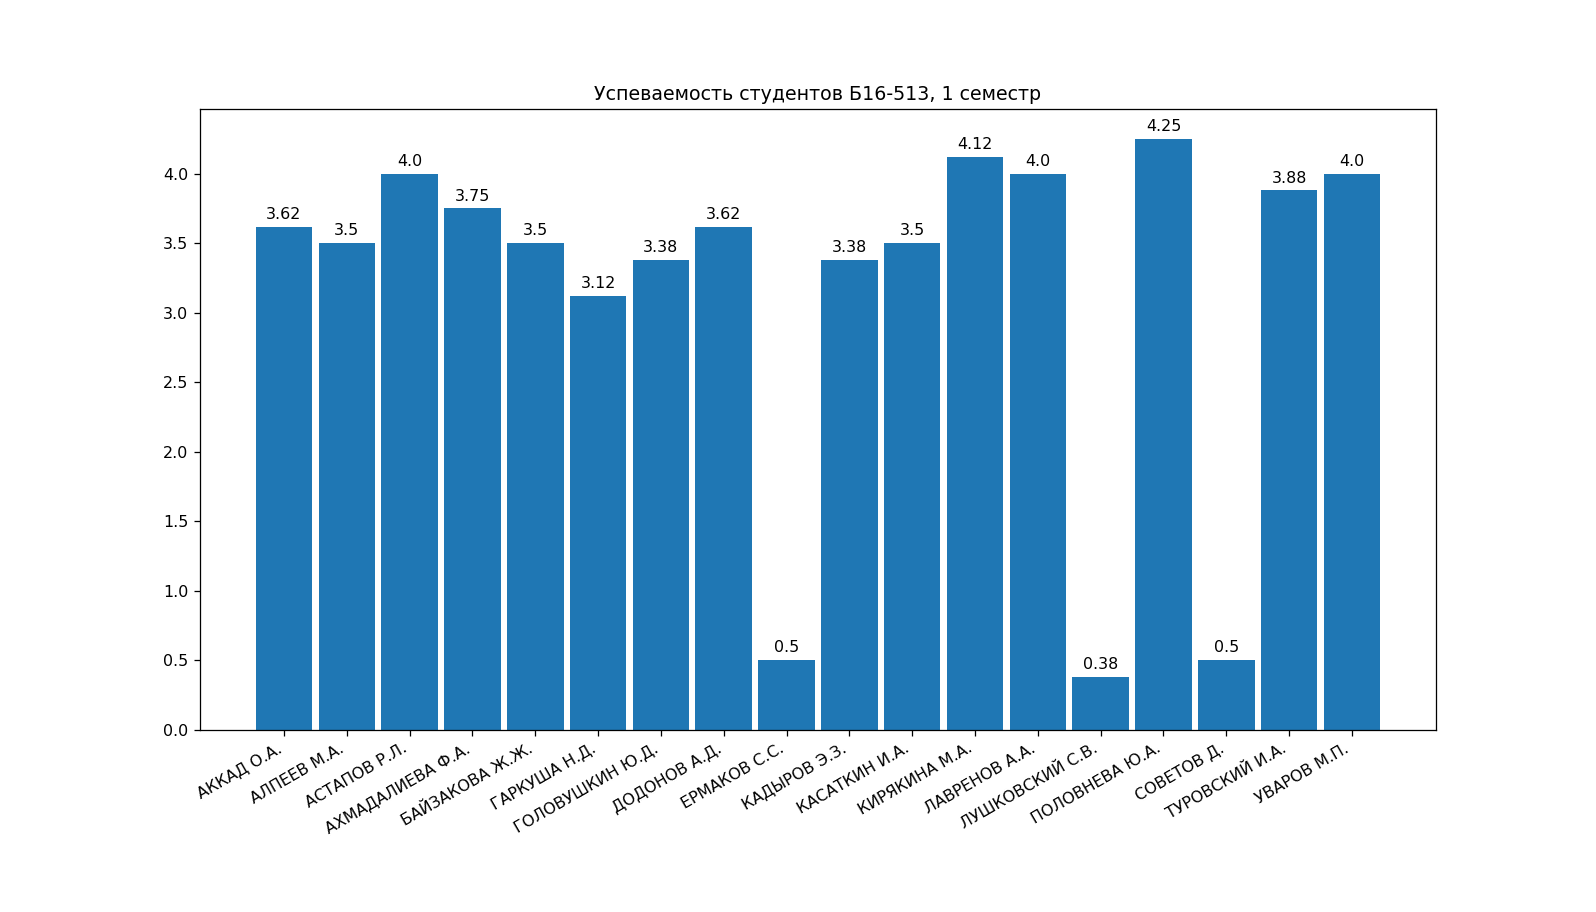 Успеваемость студентов Б16-513, 1 семестр
4.25
4.12
4.0
4.0
4.0
3.88
3.75
3.62
3.62
3.5
3.5
3.5
3.38
3.38
3.12
0.5
0.5
0.38
4.0
3.5
3.0
2.5
2.0
1.5
1.0
0.5
0.0
АККАД О.А.
АЛПЕЕВ М.А.
АСТАПОВ Р.Л.
АХМАДАЛИЕВА Ф.А.
БАЙЗАКОВА Ж.Ж.
ГАРКУША Н.Д.
ГОЛОВУШКИН Ю.Д.
ДОДОНОВ А.Д.
ЕРМАКОВ С.С.
КАДЫРОВ Э.З.
КАСАТКИН И.А.
КИРЯКИНА М.А.
ЛАВРЕНОВ А.А.
ЛУШКОВСКИЙ С.В.
ПОЛОВНЕВА Ю.А.
СОВЕТОВ Д.
ТУРОВСКИЙ И.А.
УВАРОВ М.П.